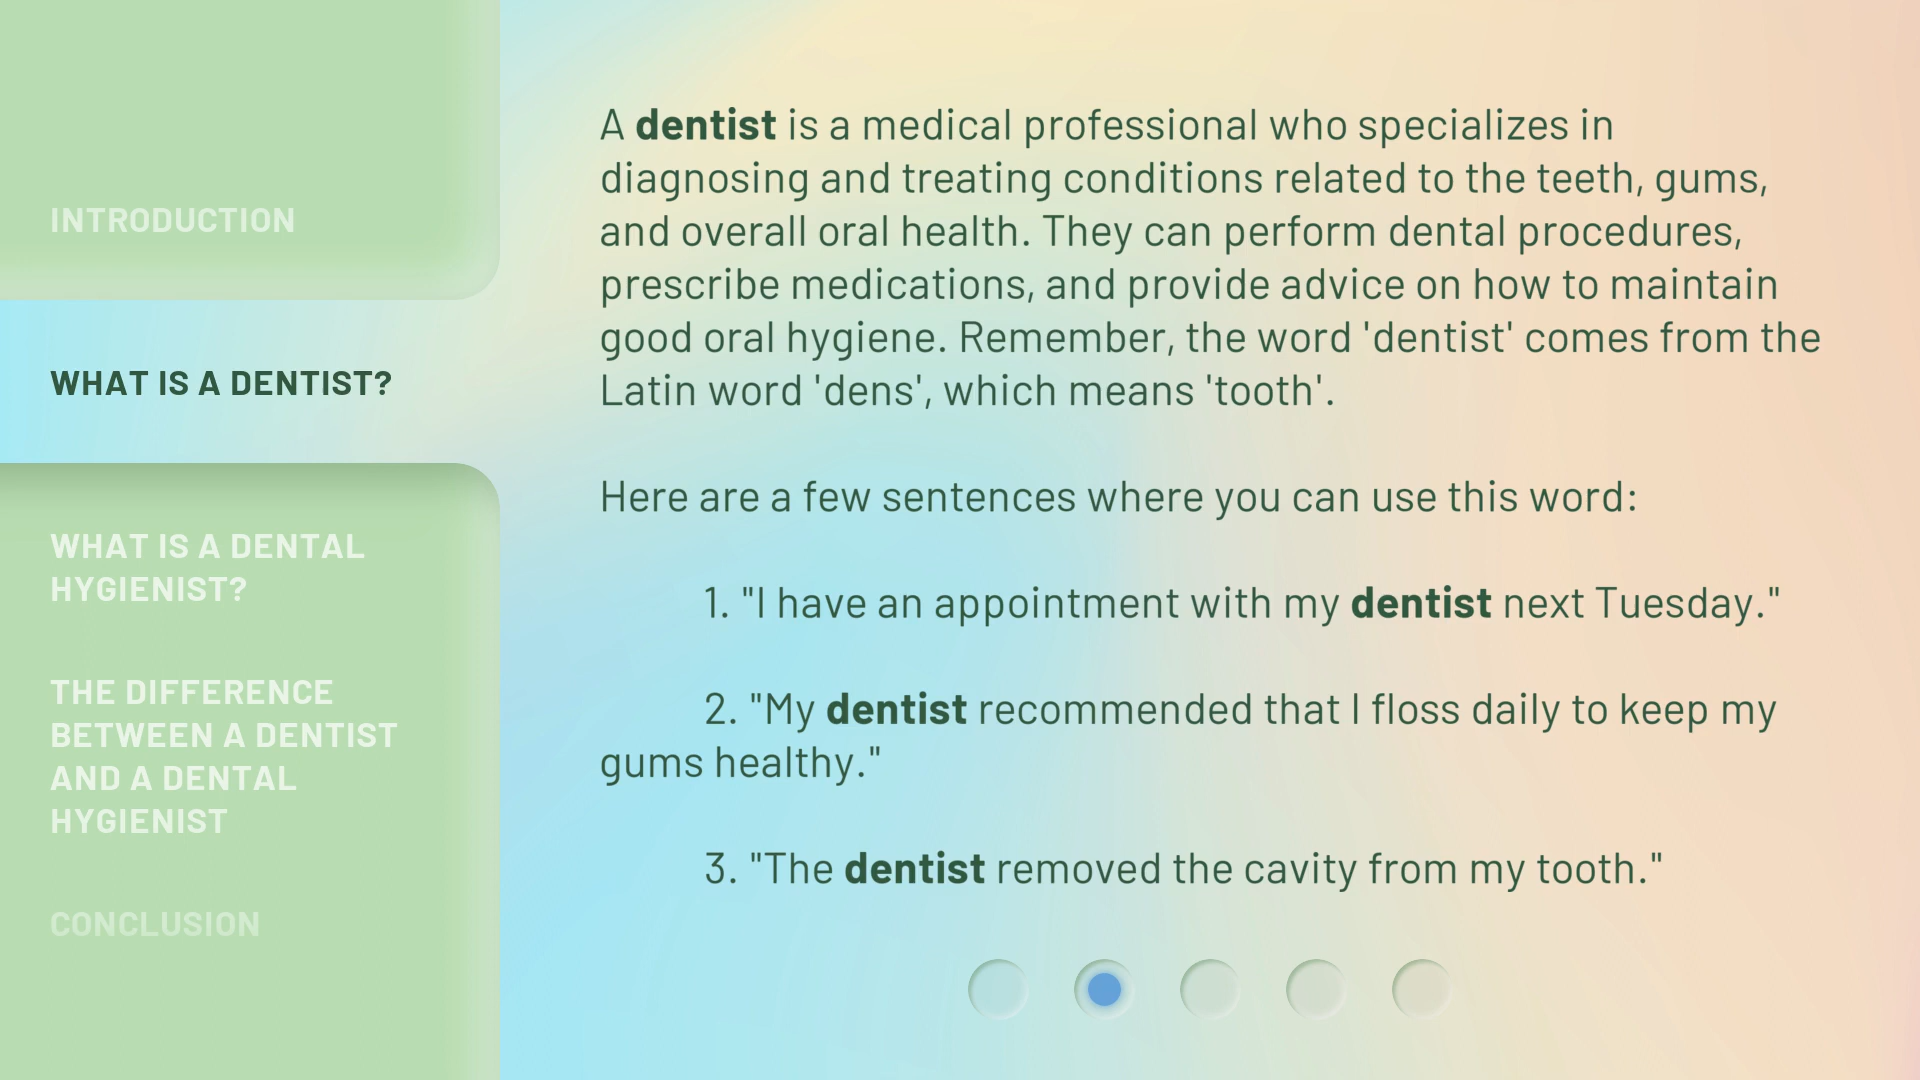 INTRODUCTION
WHAT IS A DENTIST?
WHAT IS A DENTAL
HYGIENIST?
THE DIFFERENCE
BETWEEN A DENTIST
AND A DENTAL
HYGIENIST
CONCLUSION
A dentist is a medical professional who specializes in
diagnosing and treating conditions related to the teeth, gums,
and overall oral health. They can perform dental procedures,
prescribe medications, and provide advice on how to maintain
good oral hygiene. Remember, the word 'dentist' comes from the
Latin word 'dens', which means 'tooth'.
Here are a few sentences where you can use this word:
1. "I have an appointment with my dentist next Tuesday."
2. "My dentist recommended that I floss daily to keep my
gums healthy."
3. "The dentist removed the cavity from my tooth."